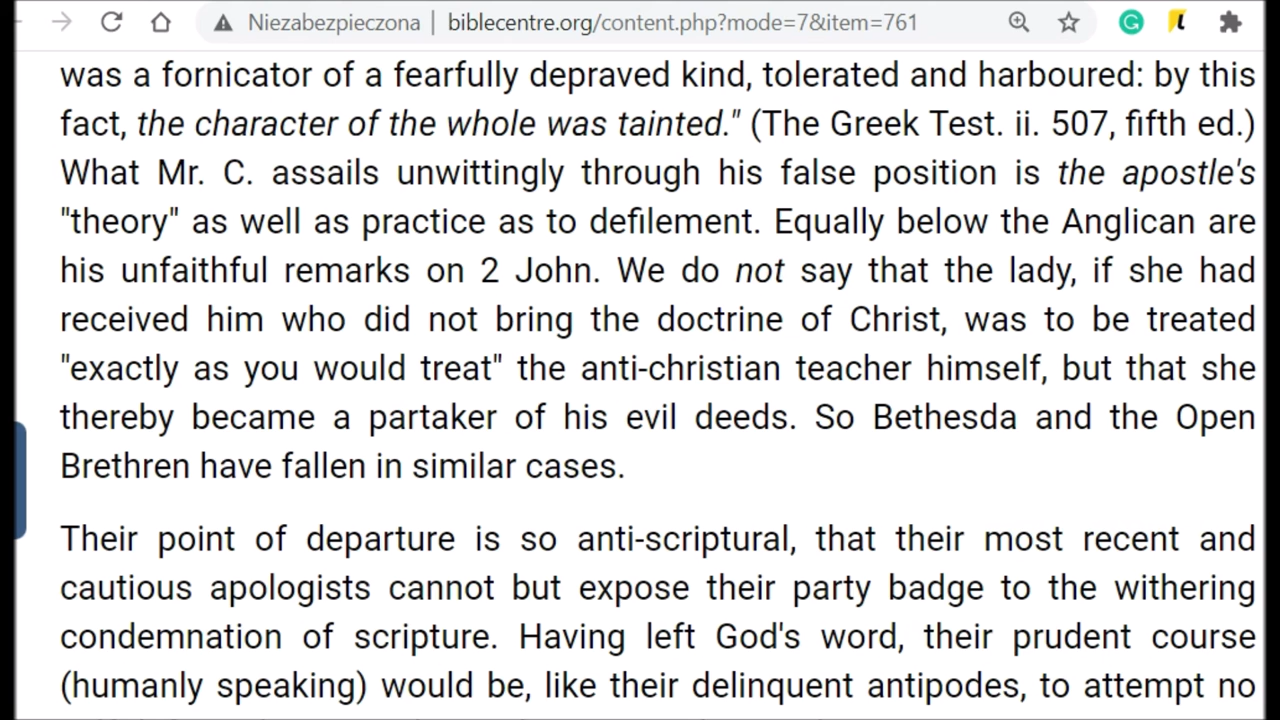 Niezabezpieczona | biblecentre.org/content.php?mode=7&item=761
was a fornicator of a fearfully depraved kind, tolerated and harboured: by this
fact, the character of the whole was tainted." (The Greek Test. ii. 507, fifth ed.)
What Mr. C. assails unwittingly through his false position is the apostle's
"theory" as well as practice as to defilement. Equally below the Anglican are
his unfaithful remarks on 2 John. We do not say that the lady, if she had
received him who did not bring the doctrine of Christ, was to be treated
"exactly as you would treat" the anti-christian teacher himself, but that she
thereby became a partaker of his evil deeds. So Bethesda and the Open
Brethren have fallen in similar cases.
Their point of departure is so anti-scriptural, that their most recent and
cautious apologists cannot but expose their party badge to the withering
condemnation of scripture. Having left God's word, their prudent course
(humanly speaking) would be, like their delinquent antipodes, to attempt no